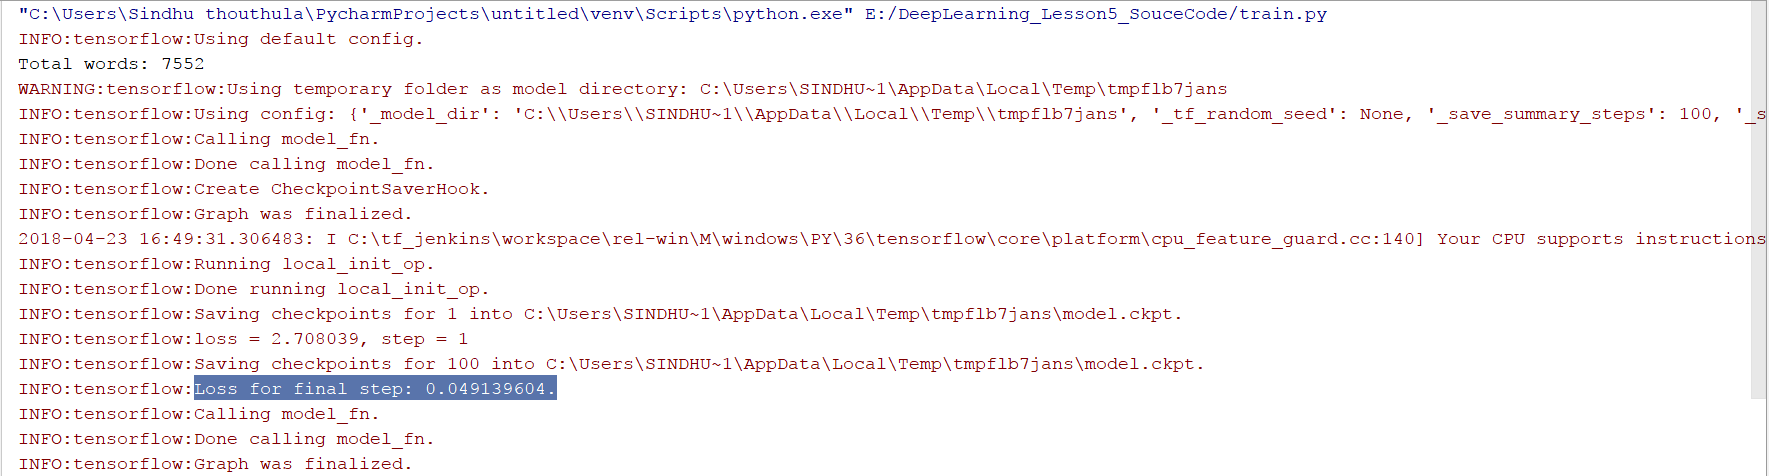 "C:\Users\Sindhu thouthula\PycharmProjects\untitled\venv\Scripts\python.exe" E:/DeepLearning_Lesson5_SouceCode/train.py
INFO:tensorflow:Using default config.
Total words: 7552
WARNING:tensorflow:Using temporary folder as model directory: C:\Users\SINDHU~1\AppData\Local\Temp\tmpflb7jans
INFO:tensorflow:Using config: {'_model_dir': 'C:\\Users\\SINDHU~1\\AppData\\Local\\Temp\\tmpflb7jans', '_tf_random_seed': None, '_save_summary_steps': 100, '_s
INFO:tensorflow:Calling model_fn.
INFO:tensorflow:Done calling model_fn.
INFO:tensorflow:Create CheckpointSaverHook.
INFO:tensorflow:Graph was finalized.
2018-04-23 16:49:31.306483: I C:\tf_jenkins\workspace\rel-win\M\windows\PY\36\tensorflow\core\platform\cpu_feature_guard.cc:140] Your CPU supports instructions
INFO:tensorflow:Running local_init_op.
INFO:tensorflow:Done running local_init_op.
INFO:tensorflow:Saving checkpoints for 1 into C:\Users\SINDHU~1\AppData\Local\Temp\tmpflb7jans\model.ckpt.
INFO:tensorflow:loss = 2.708039, step = 1
INFO:tensorflow:Saving checkpoints for 100 into C:\Users\SINDHU~1\AppData\Local\Temp\tmpflb7jans\model.ckpt.
INFO:tensorflow:Loss for final step: 0.049139604.
INFO:tensorflow:Calling model_fn.
INFO:tensorflow:Done calling model_fn.
INFO:tensorflow:Graph was finalized.